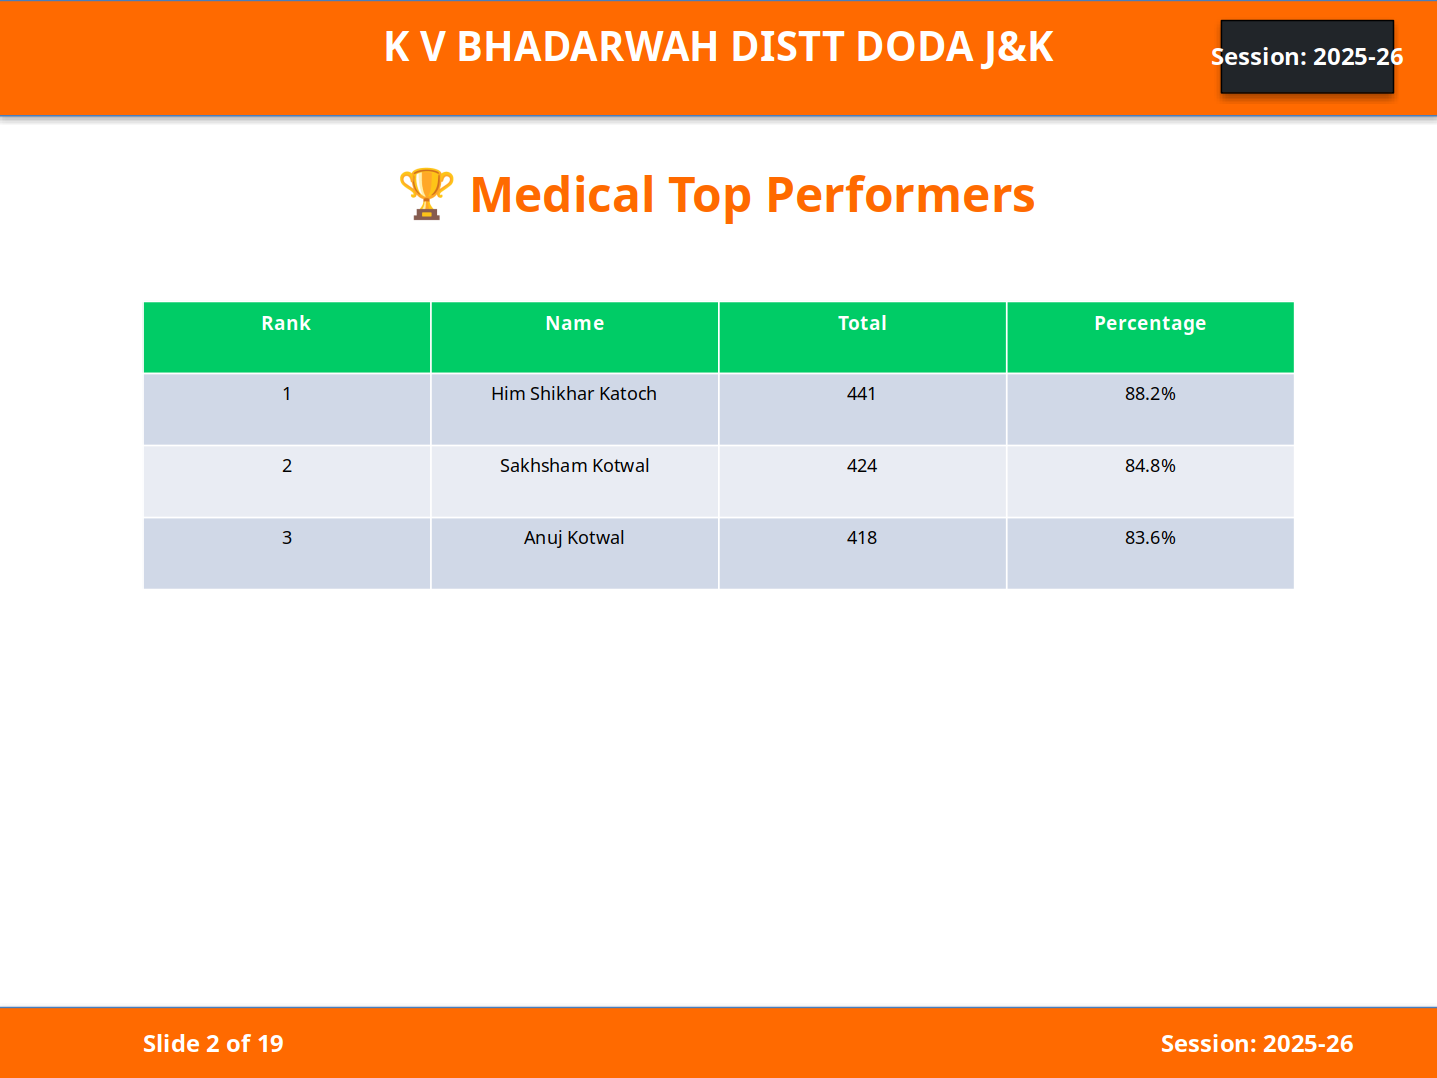 K V BHADARWAH DISTT DODA J&K
Session: 2025-26
🏆 Medical Top Performers
Rank Name Total Percentage
1 Him Shikhar Katoch 441 88.2%
2 Sakhsham Kotwal 424 84.8%
3 Anuj Kotwal 418 83.6%
Slide 2 of 19
Session: 2025-26